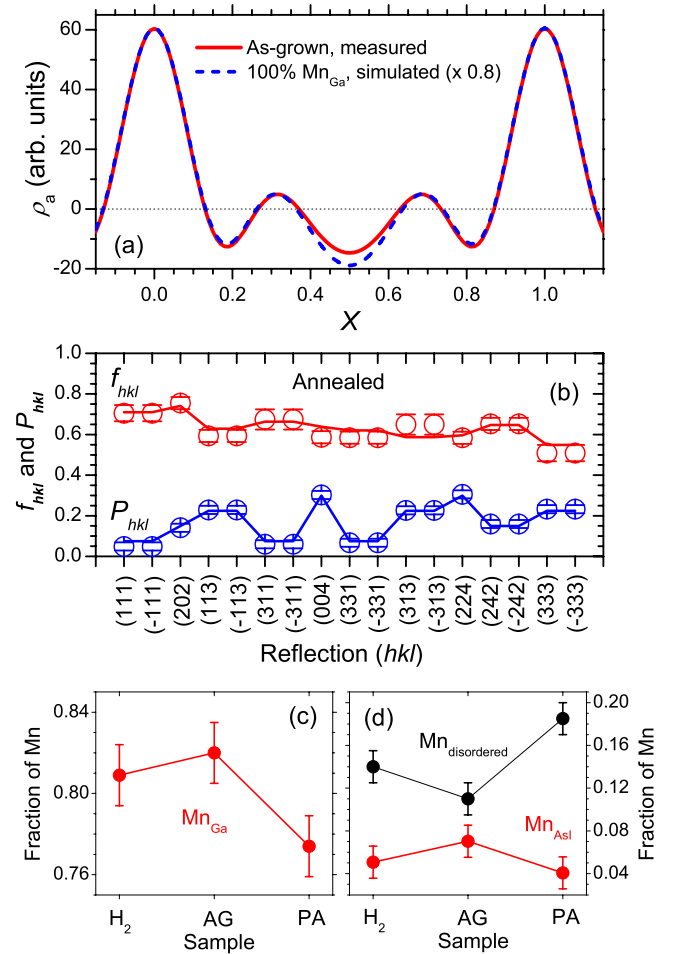 60
40
20
0
-20
ρa (arb. units)
As-grown, measured
100% MnGa, simulated (x 0.8)
(a)
0.0 0.2 0.4 0.6 0.8 1.0
X
1.0
0.8
0.6
0.4
0.2
0.0
fhkl and Phkl
fhkl
Annealed
(b)
Phkl
(111) (-111) (202) (113) (-113) (311) (-311) (004) (331) (-331) (313) (-313) (224) (242) (-242) (333) (-333)
Reflection (hkl)
0.84
0.80
0.76
Fraction of Mn
(c)
MnGa
H2 AG PA
Sample
(d)
Mndisordered
MnAsI
0.20
0.16
0.12
0.08
0.04
Fraction of Mn
H2 AG PA
Sample